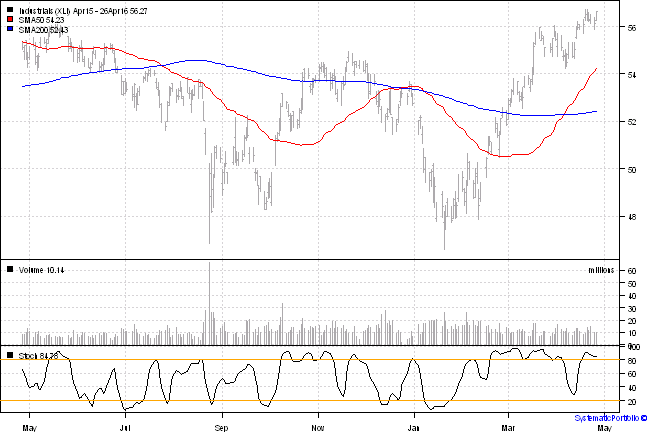 Industrials (XLI) Apr15 - 26Apr16 56.27
SMA50 54.23
SMA200 52.43
56
54
52
50
48
Volume 10.14
millions
60
50
40
30
20
10
Stoch 84.78
100
80
60
40
20
May Jul Sep Nov Jan Mar May
SystematicPortfolio ©